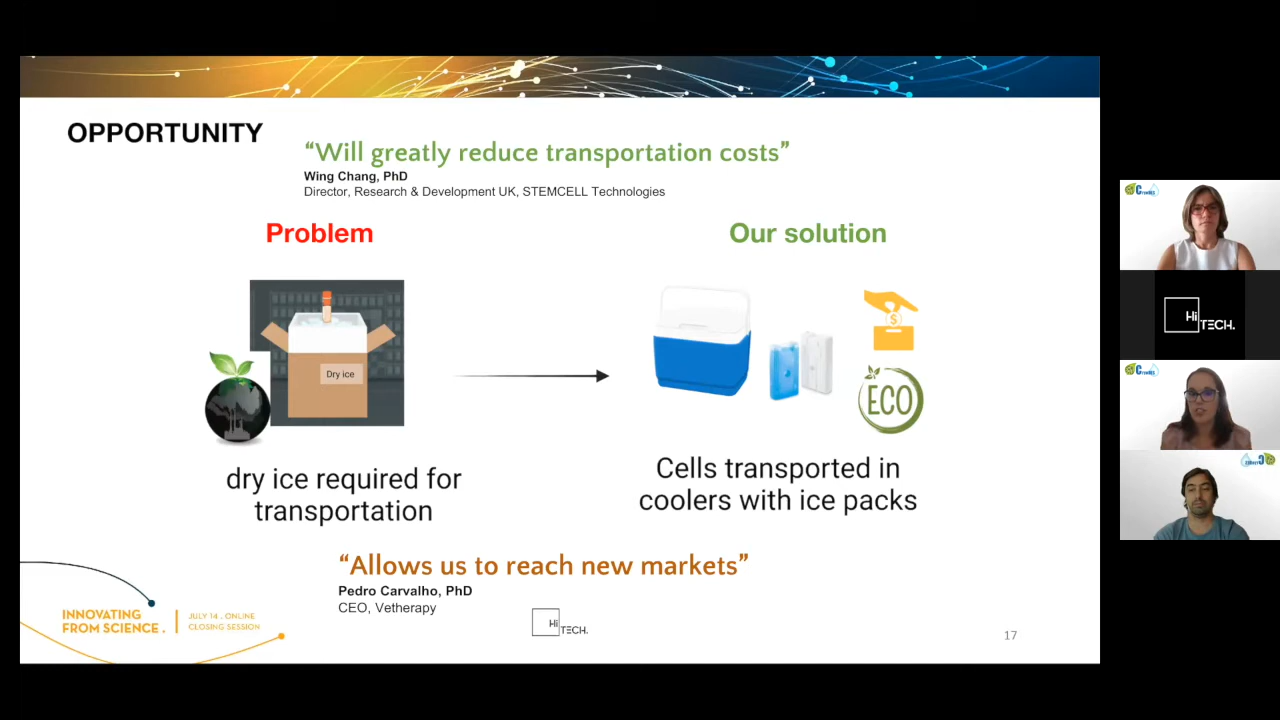 OPPORTUNITY
“Will greatly reduce transportation costs”
Wing Chang, PhD
Director, Research & Development UK, STEMCELL Technologies
Problem
Our solution
Dry ice
$
ECO
dry ice required for
transportation
Cells transported in
coolers with ice packs
“Allows us to reach new markets”
Pedro Carvalho, PhD
CEO, Vetherapy
INNOVATING
FROM SCIENCE.
JULY 14 . ONLINE
CLOSING SESSION
Hi
TECH.
17
Hi
TECH.